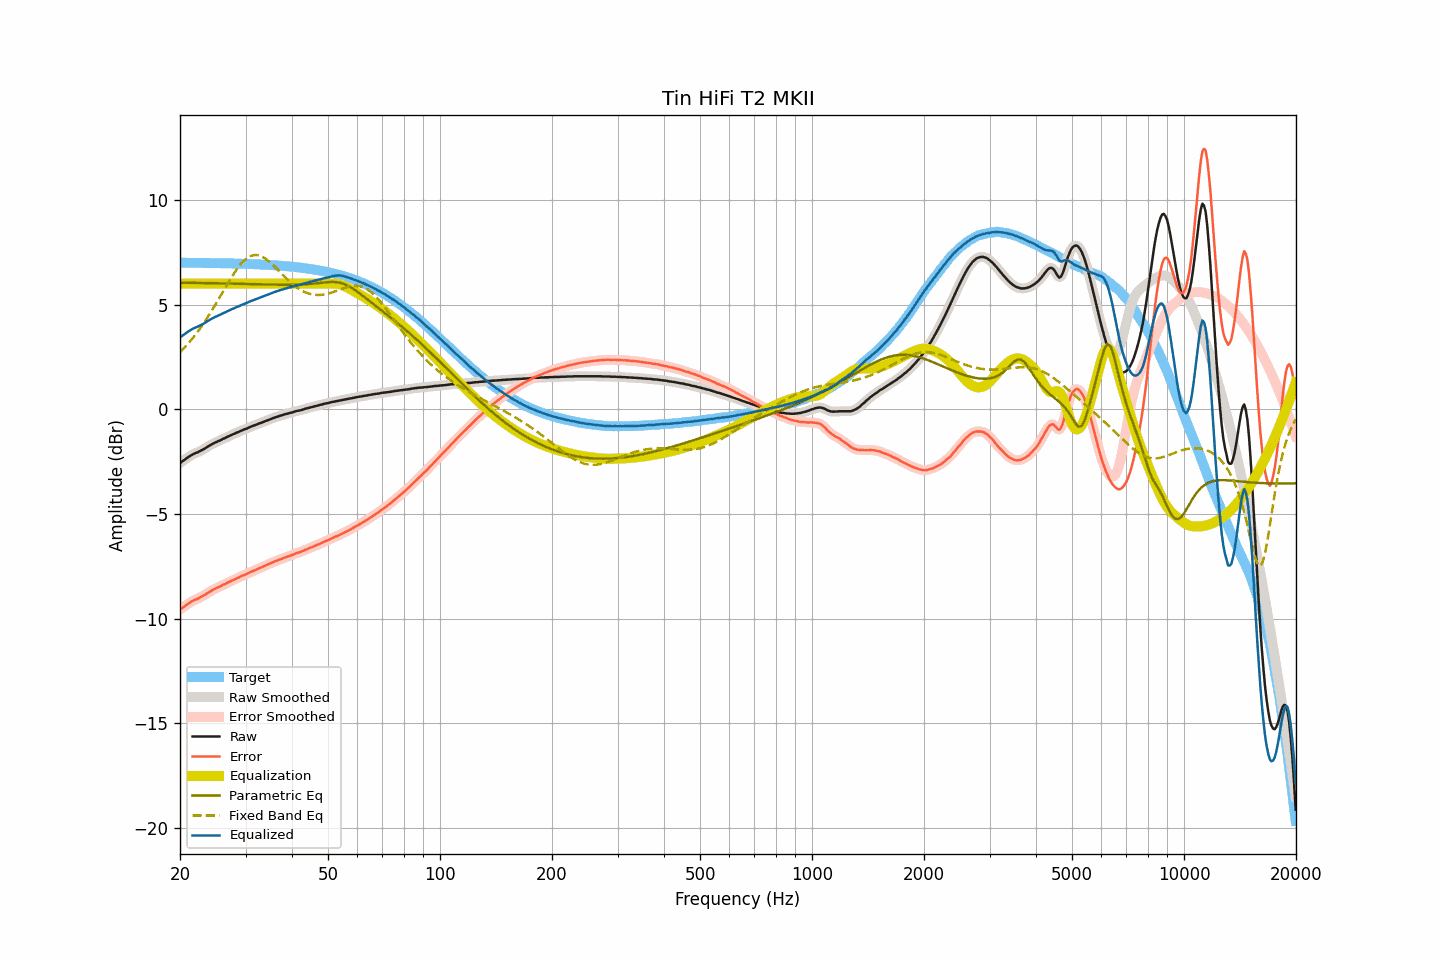 Tin HiFi T2 MKII
Amplitude (dBr)
10
5
0
−5
−10
−15
−20
Target
Raw Smoothed
Error Smoothed
Raw
Error
Equalization
Parametric Eq
Fixed Band Eq
Equalized
20 50 100 200 500 1000 2000 5000 10000 20000
Frequency (Hz)